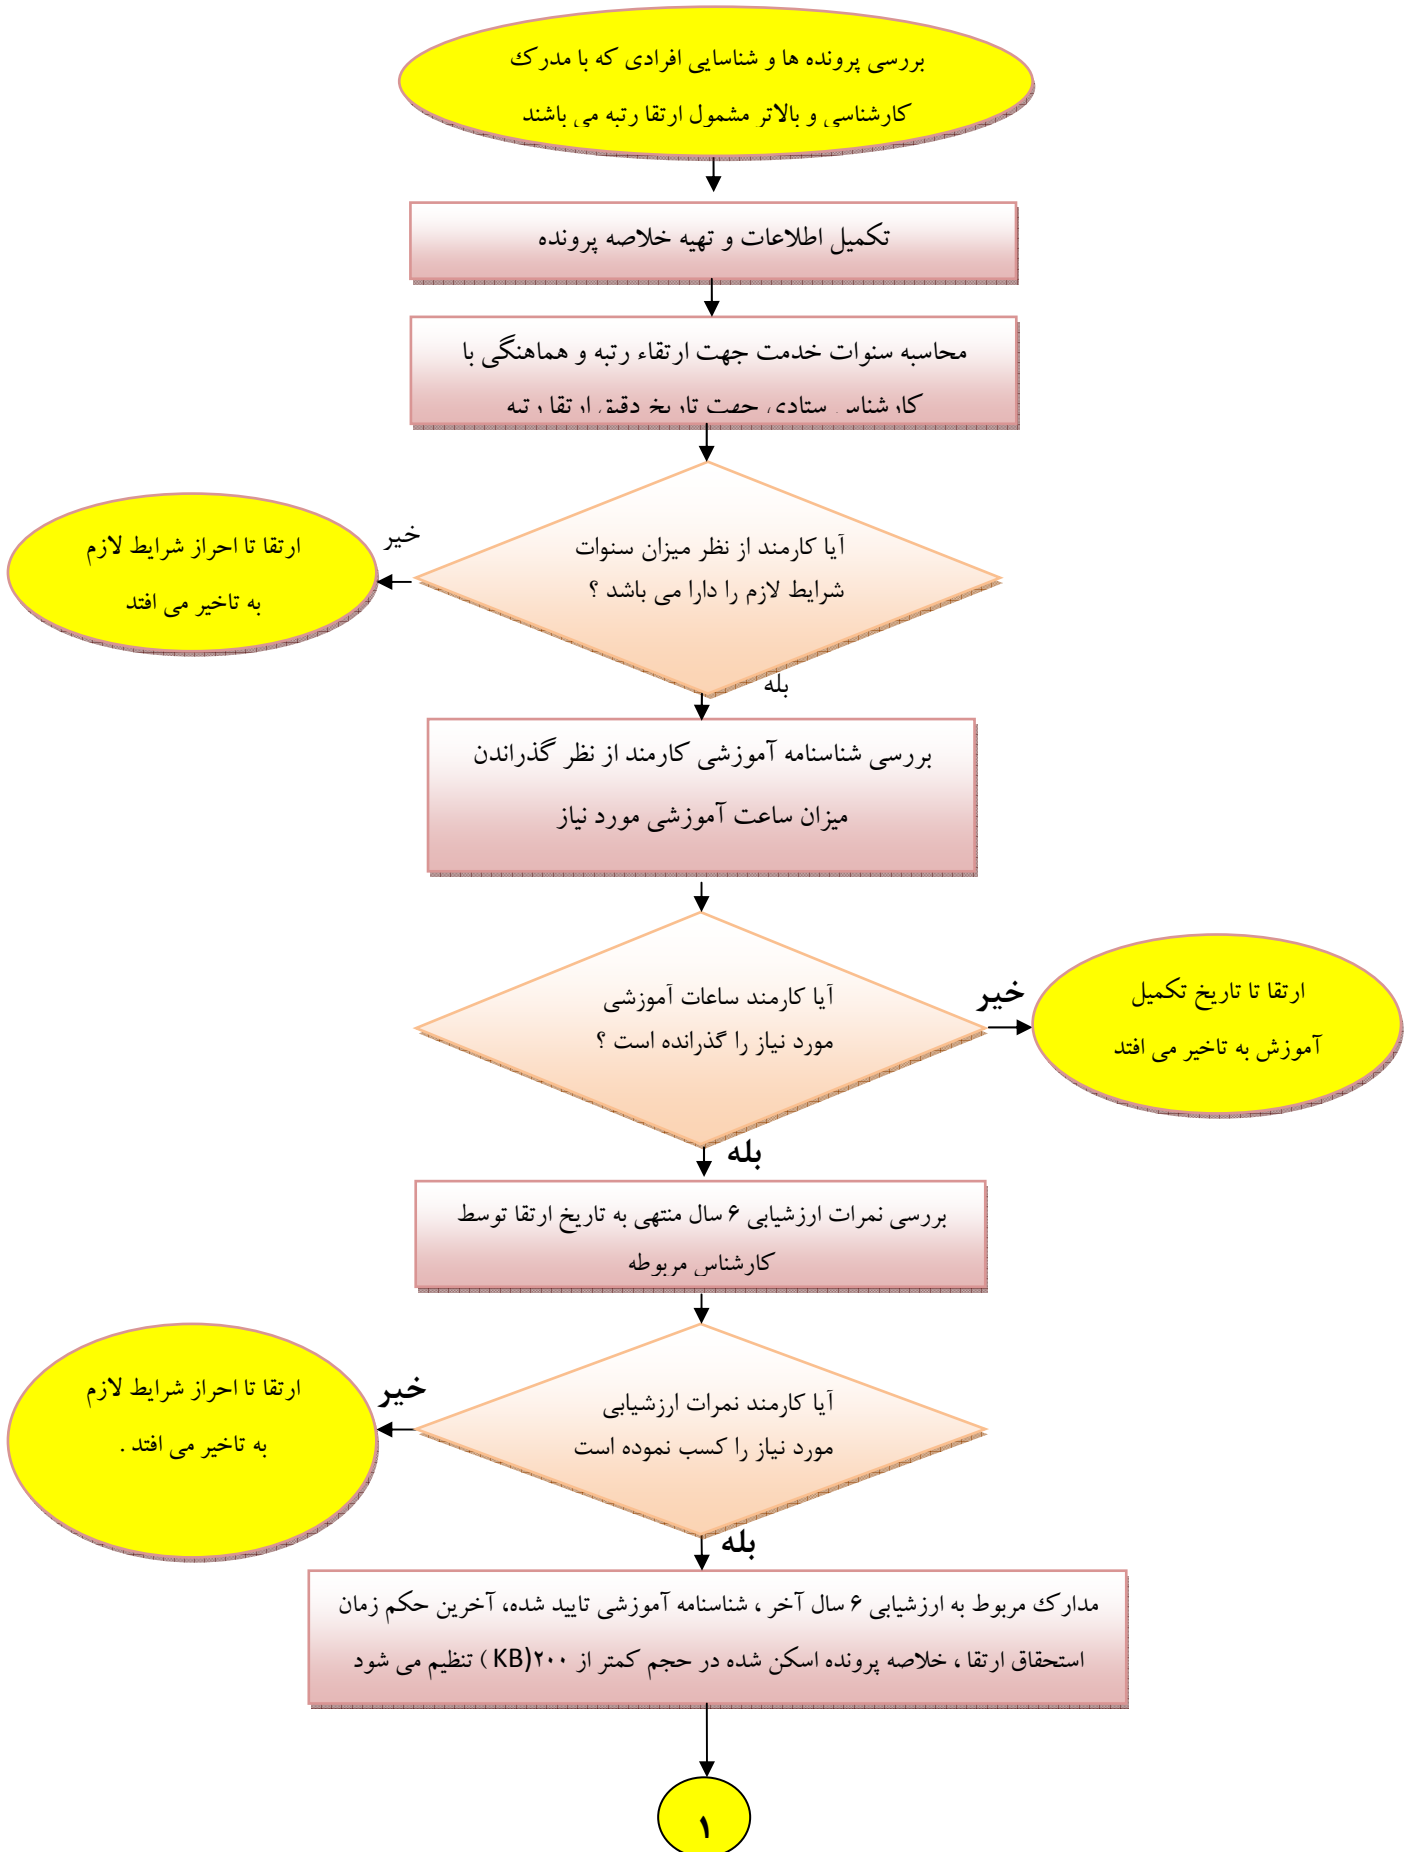 بررسی پرونده ها و شناسایی افرادی که با مدرک
کارشناسی و بالاتر مشمول ارتقا رتبه می باشند
تکمیل اطلاعات و تهیه خلاصه پرونده
محاسبه سنوات خدمت جهت ارتقاء رتبه و هماهنگی با
کارشناس ستادی جهت تاریخ دقیق ارتقا رتبه
آیا کارمند از نظر میزان سنوات
شرایط لازم را دارا می باشد ؟
خیر
ارتقا تا احراز شرایط لازم
به تاخیر می افتد
بله
بررسی شناسنامه آموزشی کارمند از نظر گذراندن
میزان ساعت آموزشی مورد نیاز
آیا کارمند ساعات آموزشی
مورد نیاز را گذرانده است ؟
خیر
ارتقا تا تاریخ تکمیل
آموزش به تاخیر می افتد
بله
بررسی نمرات ارزشیابی ۶ سال منتهی به تاریخ ارتقا توسط
کارشناس مربوطه
آیا کارمند نمرات ارزشیابی
مورد نیاز را کسب نموده است
خیر
ارتقا تا احراز شرایط لازم
به تاخیر می افتد .
بله
مدارک مربوط به ارزشیابی ۶ سال آخر ، شناسنامه آموزشی تایید شده، آخرین حکم زمان
استحقاق ارتقا ، خلاصه پرونده اسکن شده در حجم کمتر از ۲۰۰(KB ) تنظیم می شود
۱